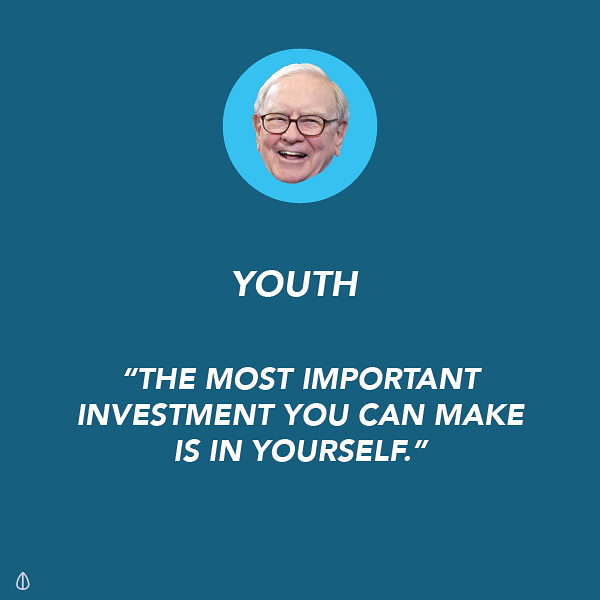 YOUTH
“THE MOST IMPORTANT
INVESTMENT YOU CAN MAKE
IS IN YOURSELF.”